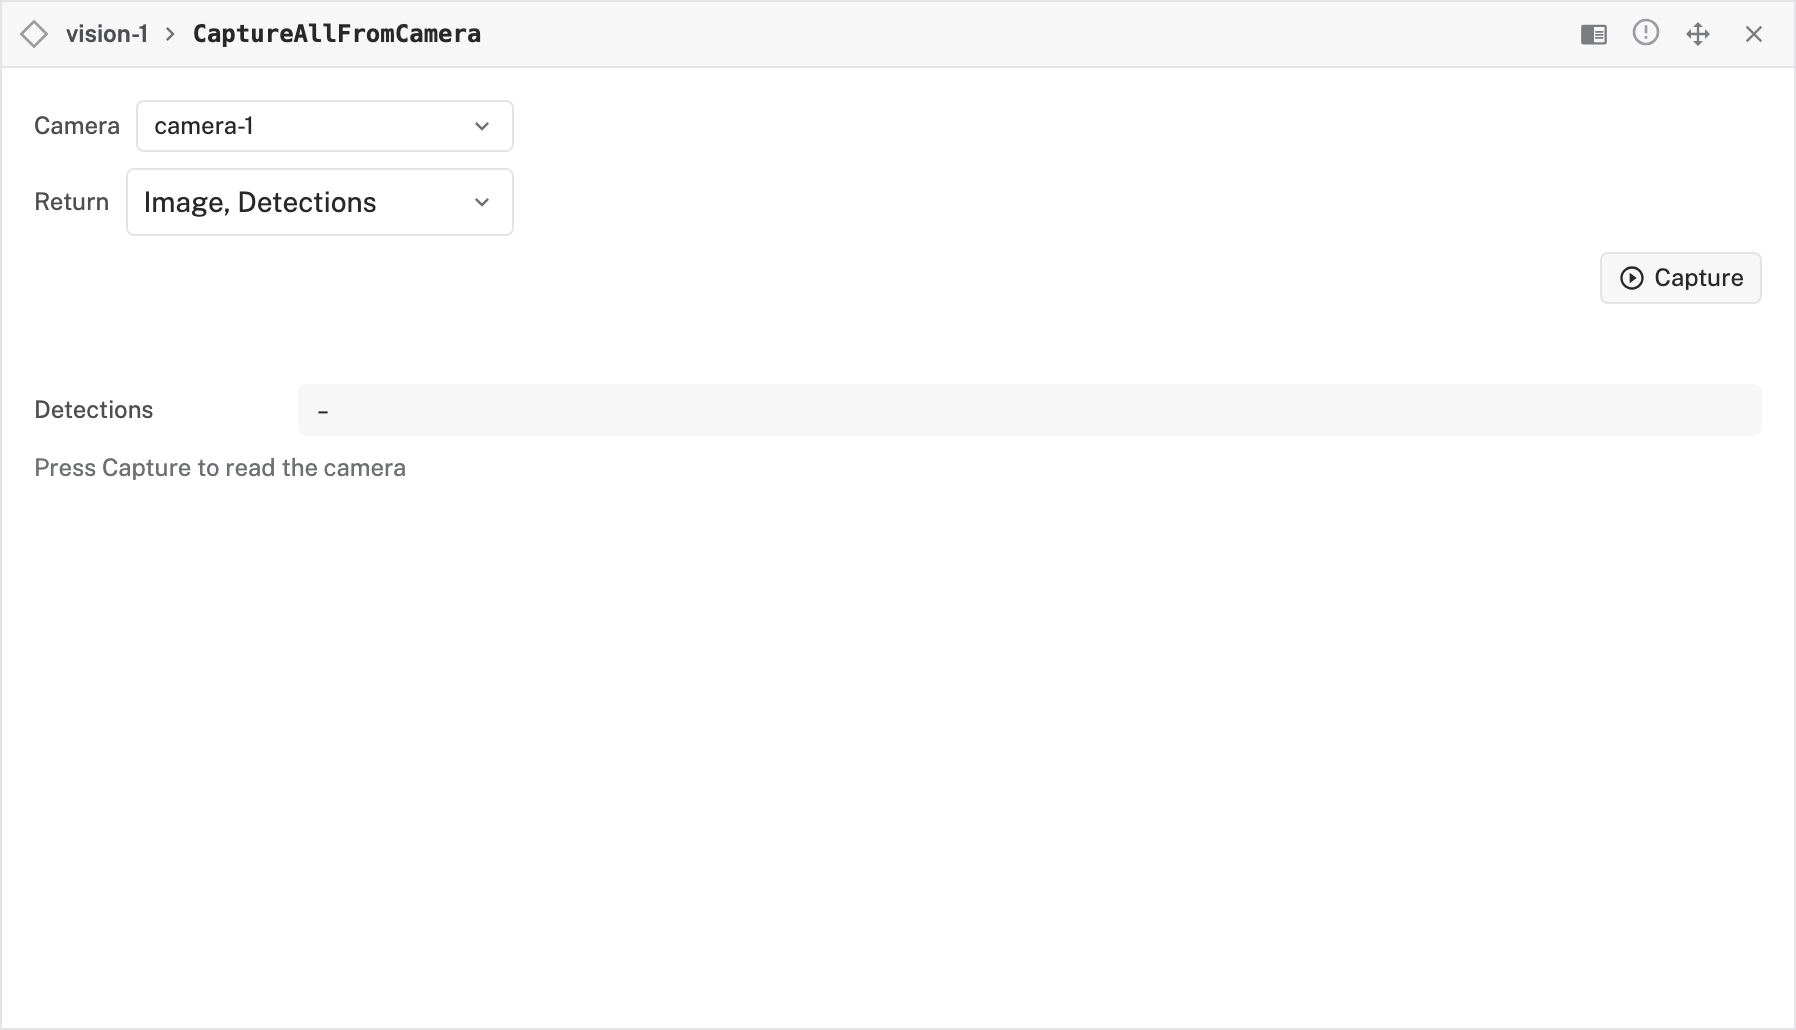 vision-1 > CaptureAllFromCamera
Camera camera-1
Return Image, Detections
Capture
Detections –
Press Capture to read the camera